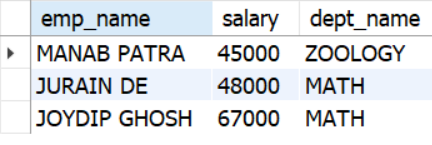 emp_name salary dept_name
MANAB PATRA 45000 ZOOLOGY
JURAIN DE 48000 MATH
JOYDIP GHOSH 67000 MATH